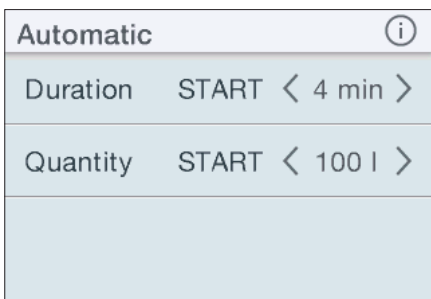 Automatic
Duration START < 4 min >
Quantity START < 100 l >